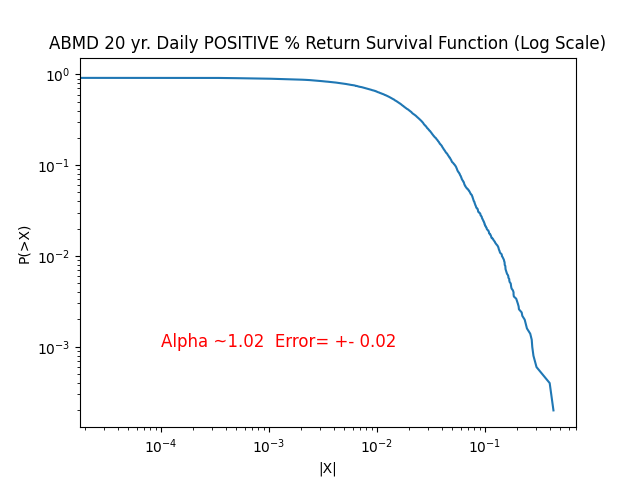 ABMD 20 yr. Daily POSITIVE % Return Survival Function (Log Scale)
10⁰
10⁻¹
10⁻²
10⁻³
P(>X)
Alpha ~1.02  Error= +- 0.02
10⁻⁴ 10⁻³ 10⁻² 10⁻¹
|X|